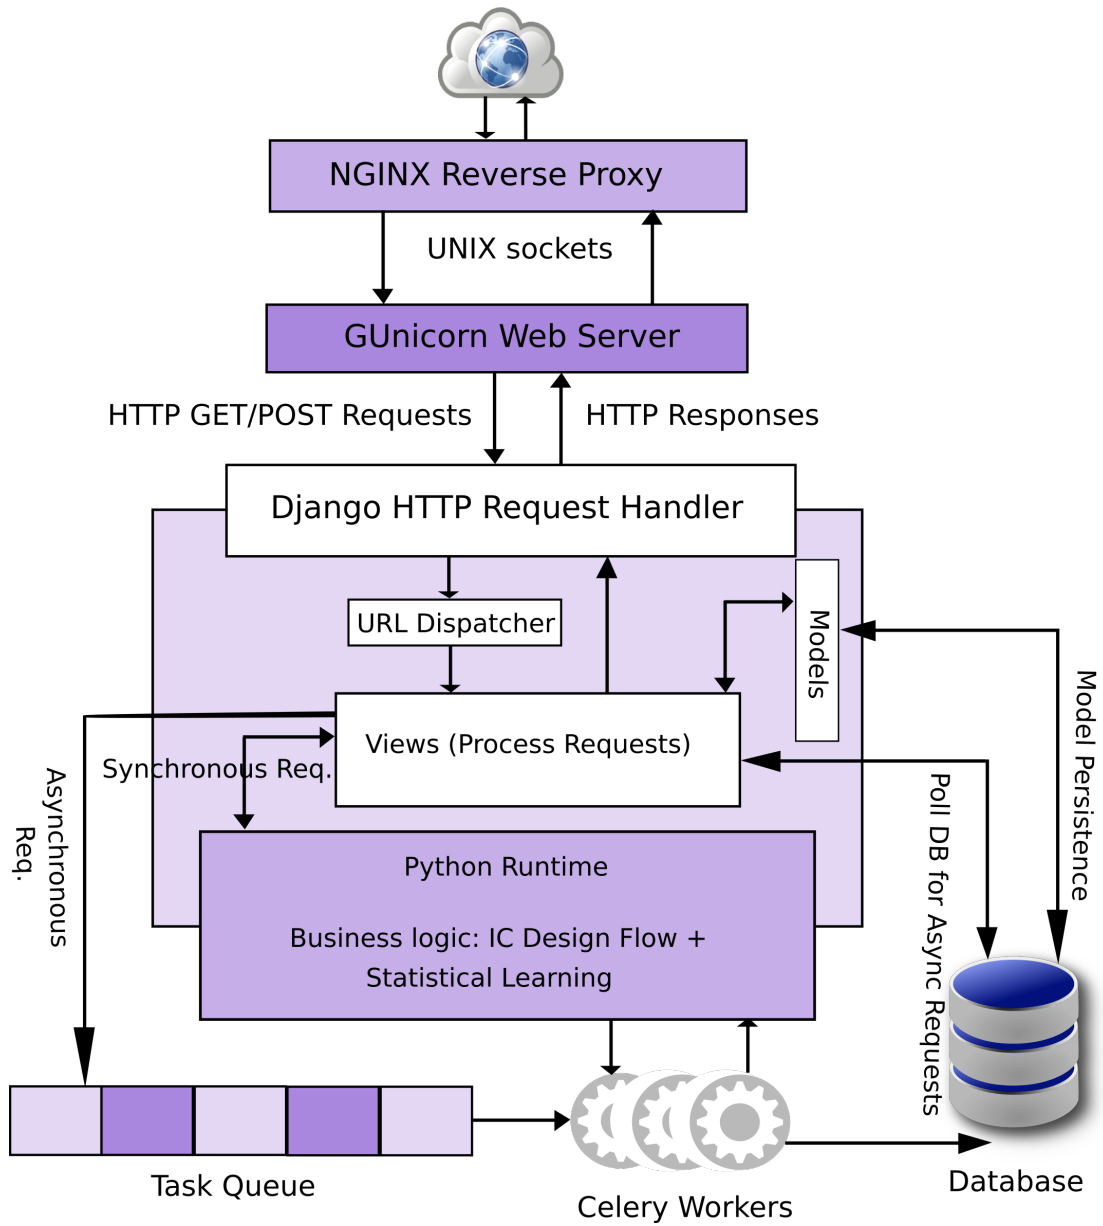 NGINX Reverse Proxy
UNIX sockets
GUnicorn Web Server
HTTP GET/POST Requests
HTTP Responses
Django HTTP Request Handler
URL Dispatcher
Models
Views (Process Requests)
Synchronous Req.
Asynchronous
Req.
Model Persistence
Poll DB for Async Requests
Python Runtime
Business logic: IC Design Flow +
Statistical Learning
Task Queue
Celery Workers
Database